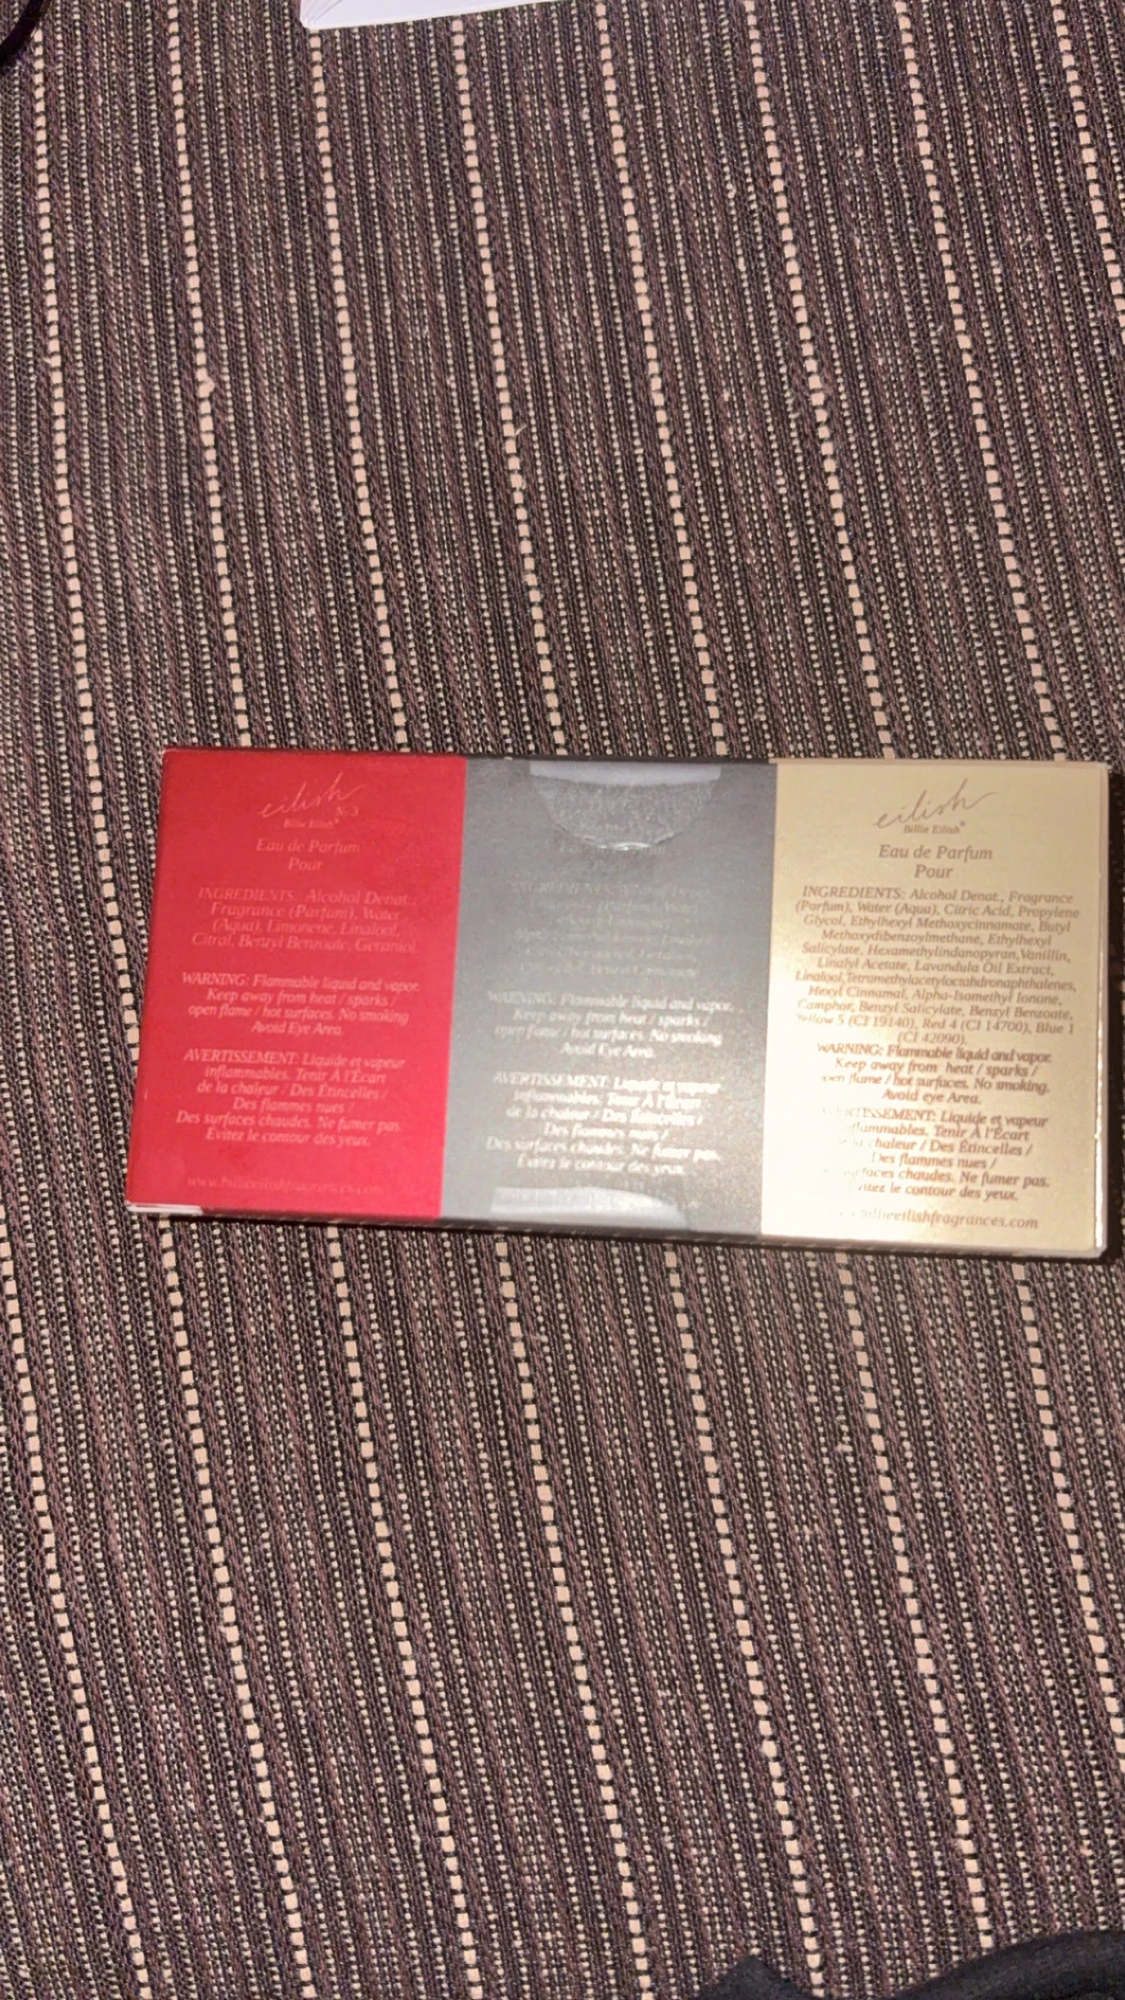 eilish
№ 3
Billie Eilish®
Eau de Parfum
Pour
INGREDIENTS: Alcohol Denat.,
Fragrance (Parfum), Water
(Aqua), Limonene, Linalool,
Citral, Benzyl Benzoate, Geraniol.
WARNING: Flammable liquid and vapor.
Keep away from heat / sparks /
open flame / hot surfaces. No smoking
Avoid Eye Area.
AVERTISSEMENT: Liquide et vapeur
inflammables. Tenir À l'Écart
de la chaleur / Des Étincelles /
Des flammes nues /
Des surfaces chaudes. Ne fumer pas.
Évitez le contour des yeux.
www.billieeilishfragrances.com
WARNING: Flammable liquid and vapor.
Keep away from heat / sparks /
open flame / hot surfaces. No smoking
Avoid Eye Area.
AVERTISSEMENT: Liquide et vapeur
inflammables. Tenir À l'Écart
de la chaleur / Des Étincelles /
Des flammes nues /
Des surfaces chaudes. Ne fumer pas.
Évitez le contour des yeux.
eilish
Billie Eilish®
Eau de Parfum
Pour
INGREDIENTS: Alcohol Denat., Fragrance
(Parfum), Water (Aqua), Citric Acid, Propylene
Glycol, Ethylhexyl Methoxycinnamate, Butyl
Methoxydibenzoylmethane, Ethylhexyl
Salicylate, Hexamethylindanopyran,Vanillin,
Linalyl Acetate, Lavandula Oil Extract,
Linalool,Tetramethylacetyloctahdronaphthalenes,
Hexyl Cinnamal, Alpha-Isomethyl Ionone,
Camphor, Benzyl Salicylate, Benzyl Benzoate,
Yellow 5 (CI 19140), Red 4 (CI 14700), Blue 1
(CI 42090).
WARNING: Flammable liquid and vapor.
Keep away from heat / sparks /
open flame / hot surfaces. No smoking.
Avoid eye Area.
Liquide et vapeur
Tenir À l'Écart
chaleur / Des Étincelles /
Des flammes nues /
chaudes. Ne fumer pas.
le contour des yeux.
billieeilishfragrances.com